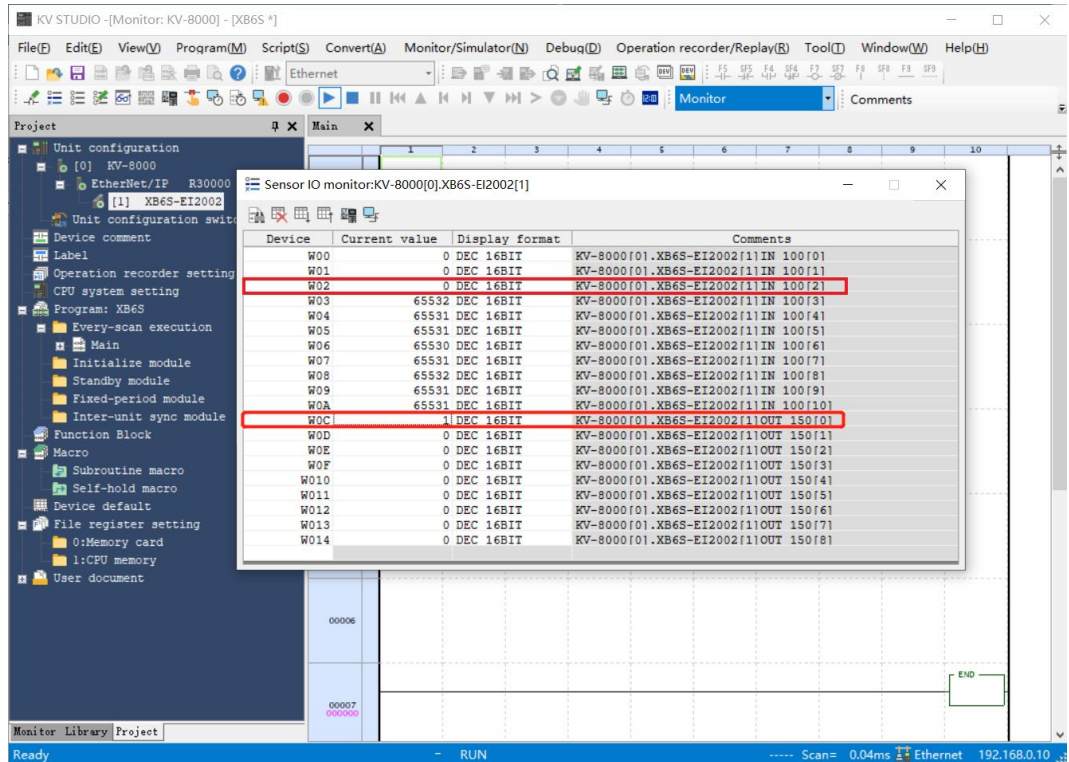 KV STUDIO -[Monitor: KV-8000] - [XB6S *]
File(F) Edit(E) View(V) Program(M) Script(S) Convert(A) Monitor/Simulator(N) Debug(D) Operation recorder/Replay(R) Tool(T) Window(W) Help(H)
Ethernet F5 SF5 F4 SF4 F7 SF7 F8 SF8 F9 SF9
Monitor Comments
Project Main
Unit configuration
[0] KV-8000
EtherNet/IP R30000
[1] XB6S-EI2002
Unit configuration switc
Device comment
Label
Operation recorder setting
CPU system setting
Program: XB6S
Every-scan execution
Main
Initialize module
Standby module
Fixed-period module
Inter-unit sync module
Function Block
Macro
Subroutine macro
Self-hold macro
Device default
File register setting
0:Memory card
1:CPU memory
User document
Monitor Library Project
1 2 3 4 5 6 7 8 9 10
Sensor IO monitor:KV-8000[0].XB6S-EI2002[1]
Device Current value Display format Comments
W00 0 DEC 16BIT KV-8000[0].XB6S-EI2002[1]IN 100[0]
W01 0 DEC 16BIT KV-8000[0].XB6S-EI2002[1]IN 100[1]
W02 0 DEC 16BIT KV-8000[0].XB6S-EI2002[1]IN 100[2]
W03 65532 DEC 16BIT KV-8000[0].XB6S-EI2002[1]IN 100[3]
W04 65531 DEC 16BIT KV-8000[0].XB6S-EI2002[1]IN 100[4]
W05 65531 DEC 16BIT KV-8000[0].XB6S-EI2002[1]IN 100[5]
W06 65530 DEC 16BIT KV-8000[0].XB6S-EI2002[1]IN 100[6]
W07 65531 DEC 16BIT KV-8000[0].XB6S-EI2002[1]IN 100[7]
W08 65532 DEC 16BIT KV-8000[0].XB6S-EI2002[1]IN 100[8]
W09 65531 DEC 16BIT KV-8000[0].XB6S-EI2002[1]IN 100[9]
W0A 65531 DEC 16BIT KV-8000[0].XB6S-EI2002[1]IN 100[10]
W0C 1 DEC 16BIT KV-8000[0].XB6S-EI2002[1]OUT 150[0]
W0D 0 DEC 16BIT KV-8000[0].XB6S-EI2002[1]OUT 150[1]
W0E 0 DEC 16BIT KV-8000[0].XB6S-EI2002[1]OUT 150[2]
W0F 0 DEC 16BIT KV-8000[0].XB6S-EI2002[1]OUT 150[3]
W010 0 DEC 16BIT KV-8000[0].XB6S-EI2002[1]OUT 150[4]
W011 0 DEC 16BIT KV-8000[0].XB6S-EI2002[1]OUT 150[5]
W012 0 DEC 16BIT KV-8000[0].XB6S-EI2002[1]OUT 150[6]
W013 0 DEC 16BIT KV-8000[0].XB6S-EI2002[1]OUT 150[7]
W014 0 DEC 16BIT KV-8000[0].XB6S-EI2002[1]OUT 150[8]
00006
END
00007
000000
Ready - RUN ----- Scan= 0.04ms Ethernet 192.168.0.10